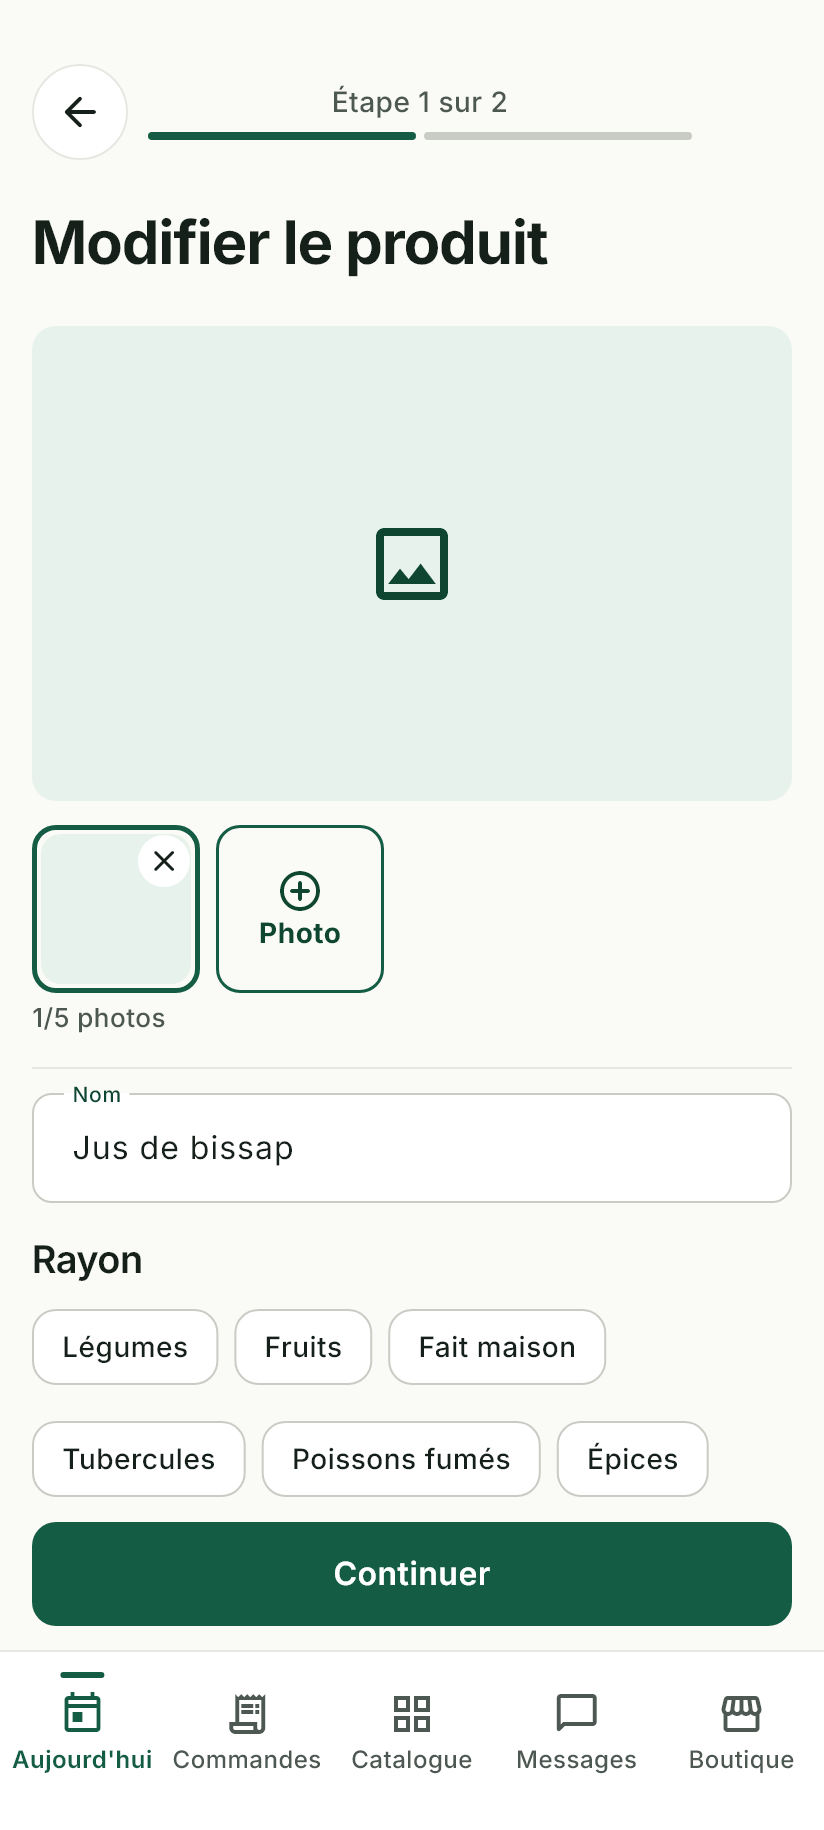 Étape 1 sur 2
Modifier le produit
Photo
1/5 photos
Nom
Jus de bissap
Rayon
Légumes
Fruits
Fait maison
Tubercules
Poissons fumés
Épices
Continuer
Aujourd'hui
Commandes
Catalogue
Messages
Boutique